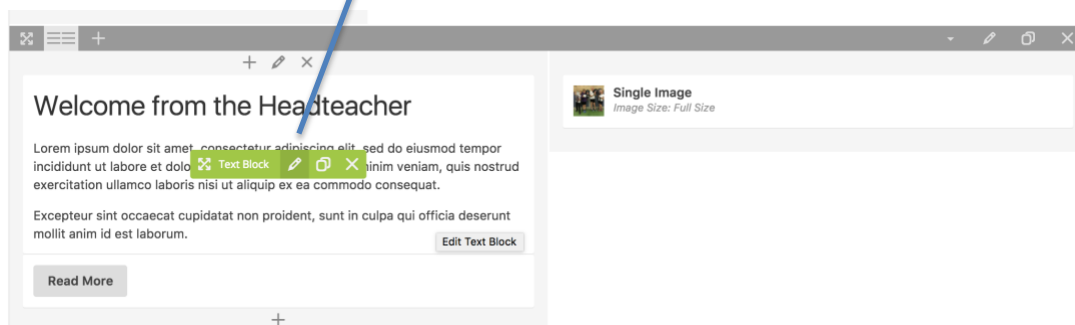 Welcome from the Headteacher
Lorem ipsum dolor sit amet, consectetur adipiscing elit, sed do eiusmod tempor
incididunt ut labore et dolo
Text Block
minim veniam, quis nostrud
exercitation ullamco laboris nisi ut aliquip ex ea commodo consequat.
Excepteur sint occaecat cupidatat non proident, sunt in culpa qui officia deserunt
mollit anim id est laborum.
Edit Text Block
Read More
Single Image
Image Size: Full Size